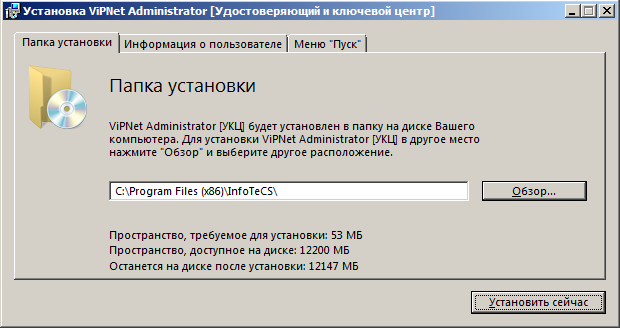 Установка ViPNet Administrator [Удостоверяющий и ключевой центр]
Папка установки Информация о пользователе Меню "Пуск"
Папка установки
ViPNet Administrator [УКЦ] будет установлен в папку на диске Вашего
компьютера. Для установки ViPNet Administrator [УКЦ] в другое место
нажмите "Обзор" и выберите другое расположение.
C:\Program Files (x86)\InfoTeCS\ Обзор...
Пространство, требуемое для установки: 53 МБ
Пространство, доступное на диске: 12200 МБ
Останется на диске после установки: 12147 МБ
Установить сейчас